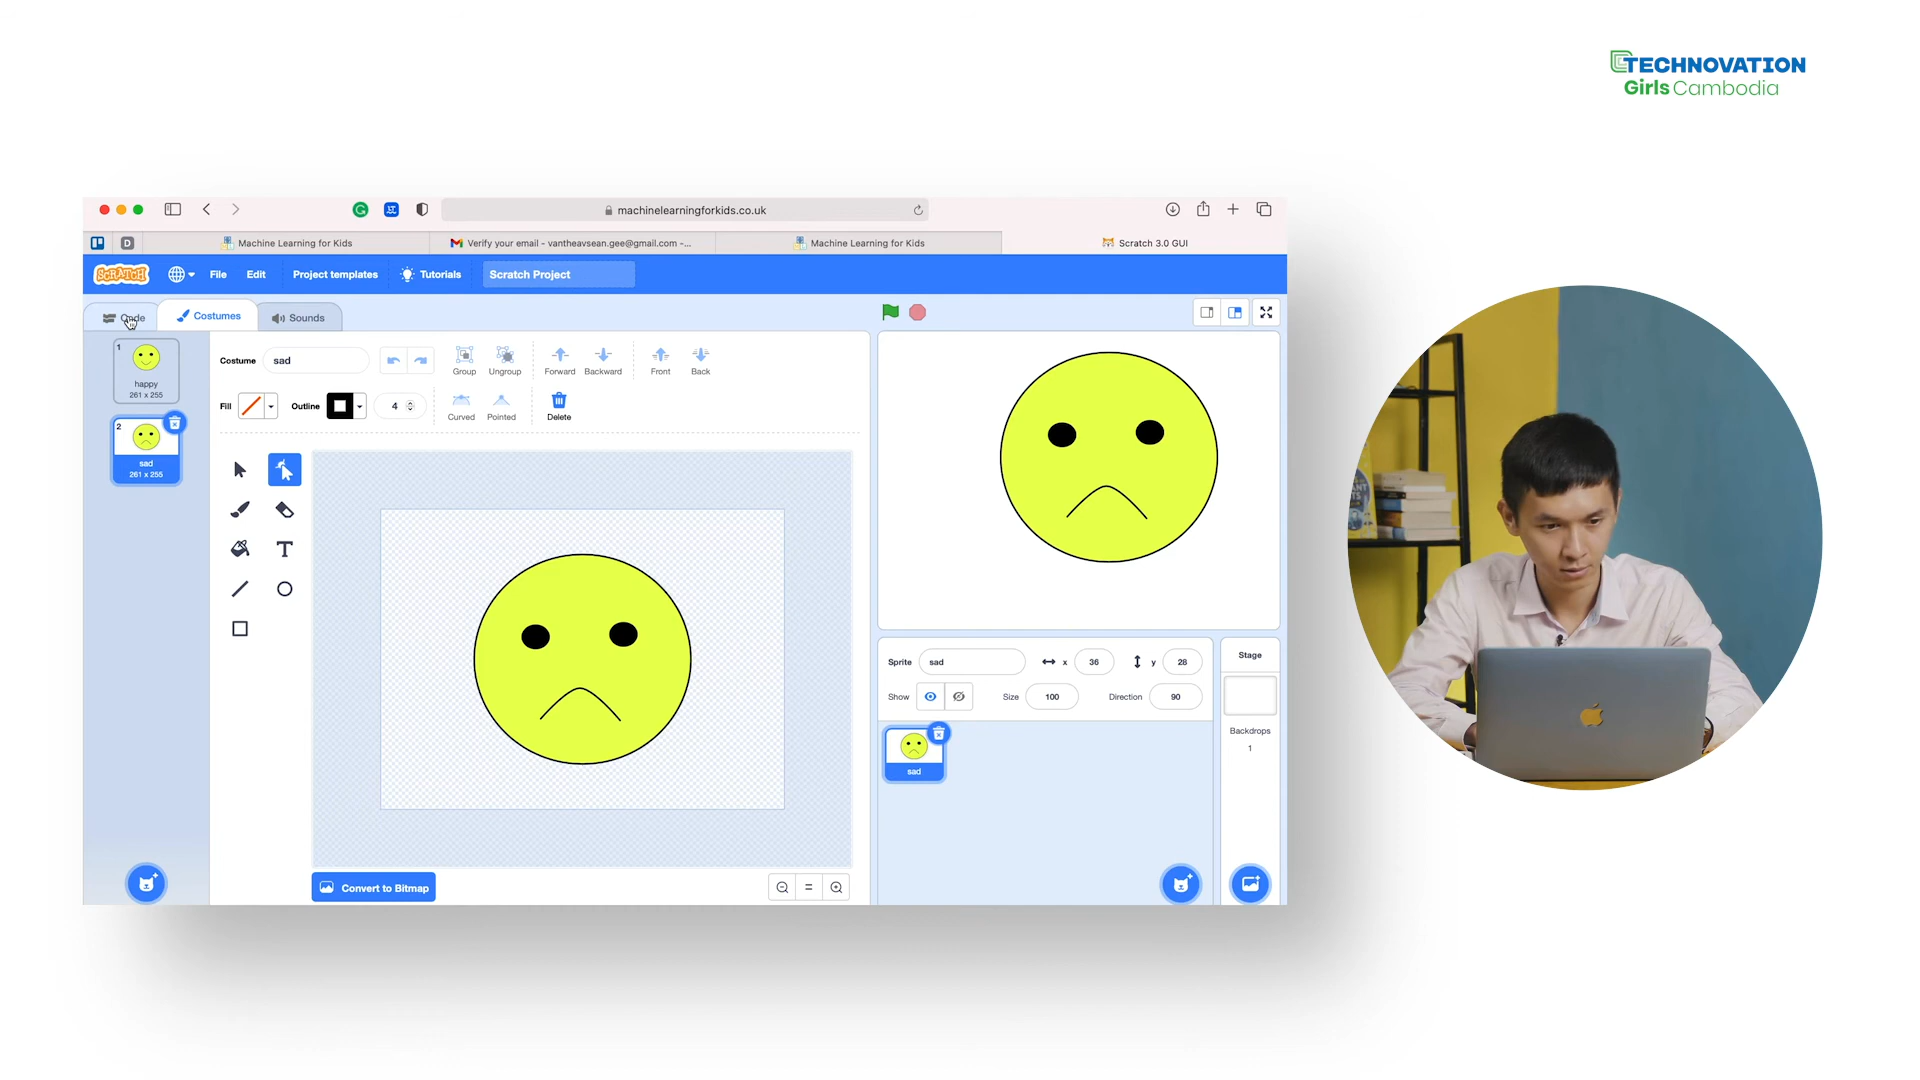 TECHNOVATION
Girls Cambodia
machinelearningforkids.co.uk
D
Machine Learning for Kids
Verify your email - vantheavsean.gee@gmail.com -...
Machine Learning for Kids
Scratch 3.0 GUI
SCRATCH
File
Edit
Project templates
Tutorials
Scratch Project
Code
Costumes
Sounds
1
happy
261 x 255
2
sad
261 x 255
Costume
sad
Group
Ungroup
Forward
Backward
Front
Back
Fill
Outline
4
Curved
Pointed
Delete
T
Convert to Bitmap
Sprite
sad
x
36
y
28
Show
Size
100
Direction
90
sad
Stage
Backdrops
1